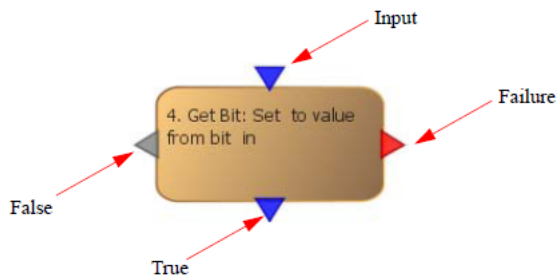 Input
4. Get Bit: Set to value
from bit in
Failure
False
True